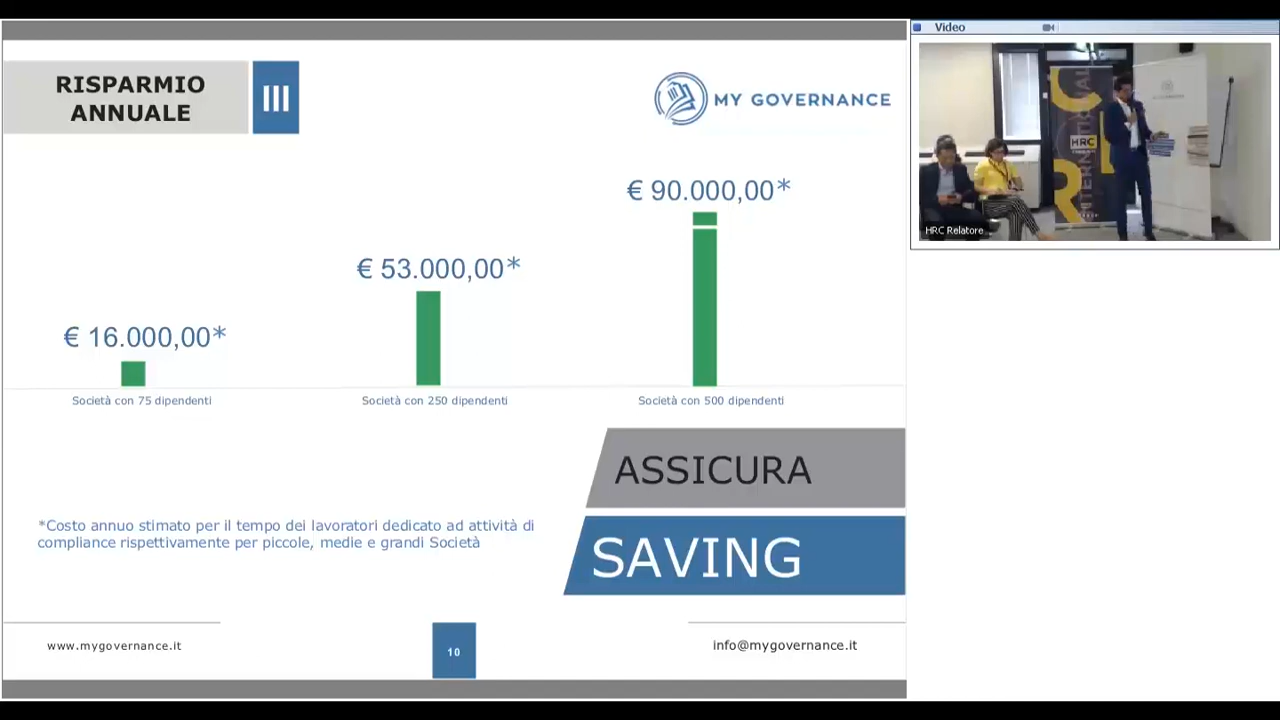 RISPARMIO
ANNUALE
III
MY GOVERNANCE
€ 90.000,00*
€ 53.000,00*
€ 16.000,00*
Società con 75 dipendenti
Società con 250 dipendenti
Società con 500 dipendenti
ASSICURA
*Costo annuo stimato per il tempo dei lavoratori dedicato ad attività di
compliance rispettivamente per piccole, medie e grandi Società
SAVING
www.mygovernance.it
10
info@mygovernance.it
Video
HRC
INTERNATIONAL
HRC Relatore